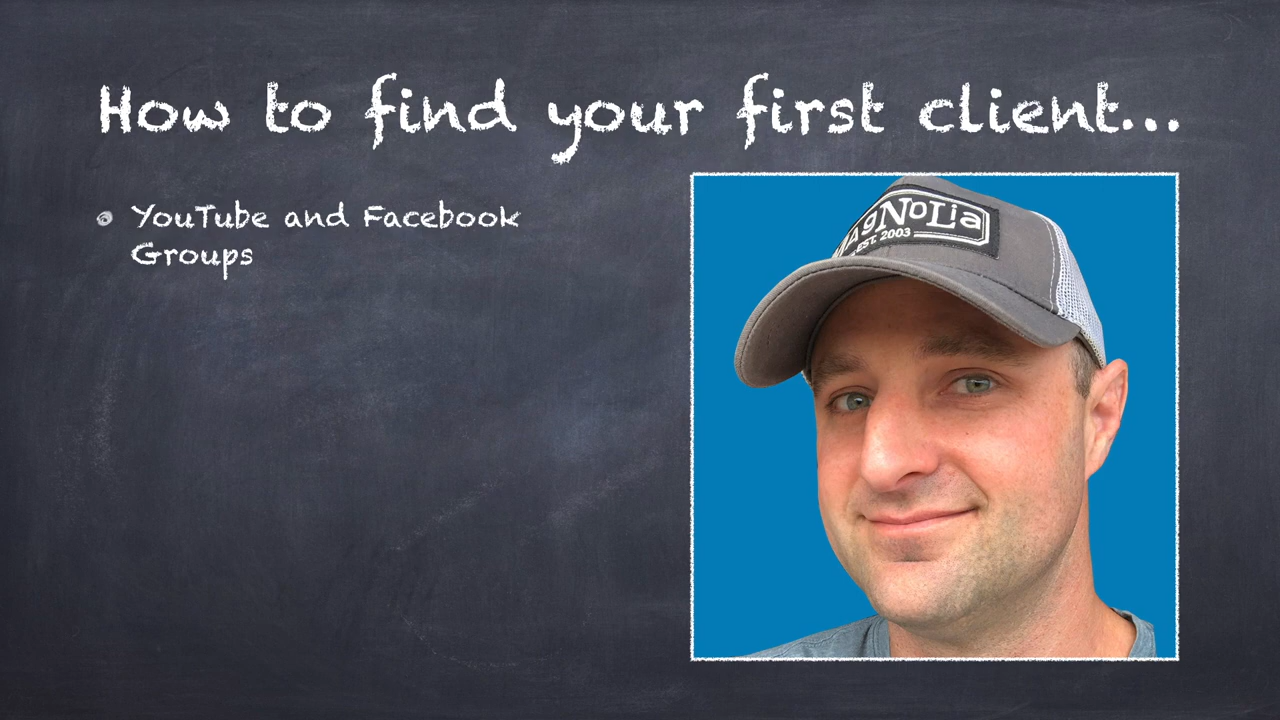 How to find your first client...
YouTube and Facebook
Groups
MAgNoLia
EST. 2003